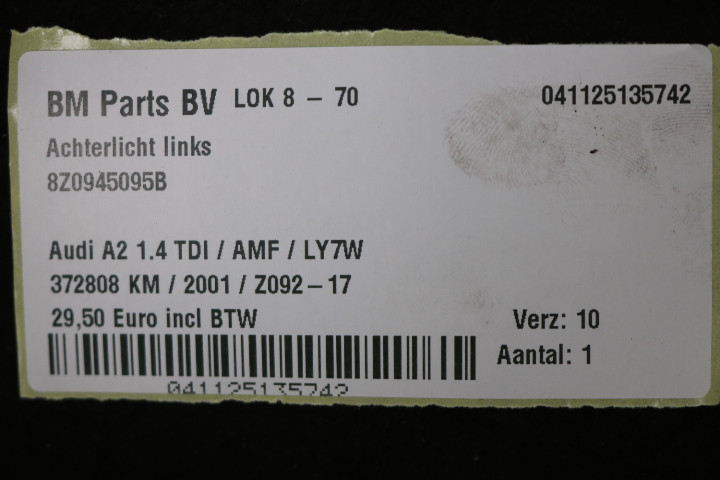 BM Parts BV LOK 8 – 70 041125135742
Achterlicht links
8Z0945095B
Audi A2 1.4 TDI / AMF / LY7W
372808 KM / 2001 / Z092–17
29,50 Euro incl BTW Verz: 10
Aantal: 1
041125135742